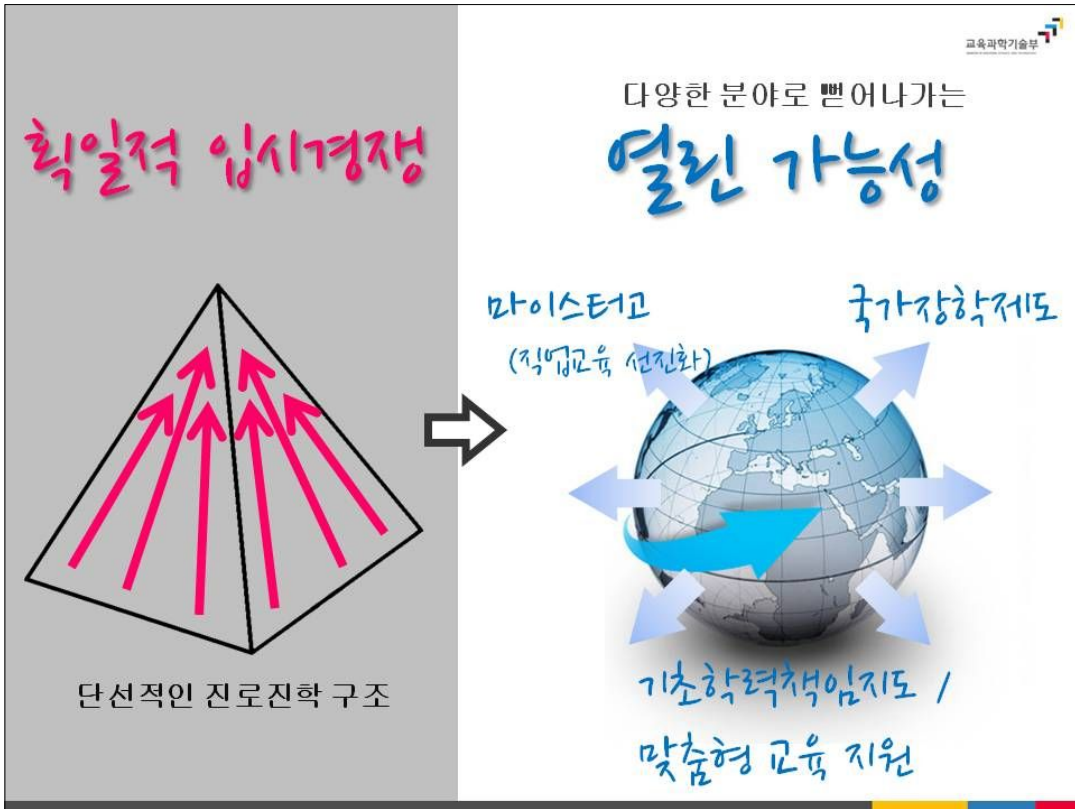 교육과학기술부
획일적 입시경쟁
단선적인 진로진학 구조
다양한 분야로 뻗어나가는
열린 가능성
마이스터고
(직업교육 선진화)
국가장학제도
기초학력책임지도 /
맞춤형 교육 지원